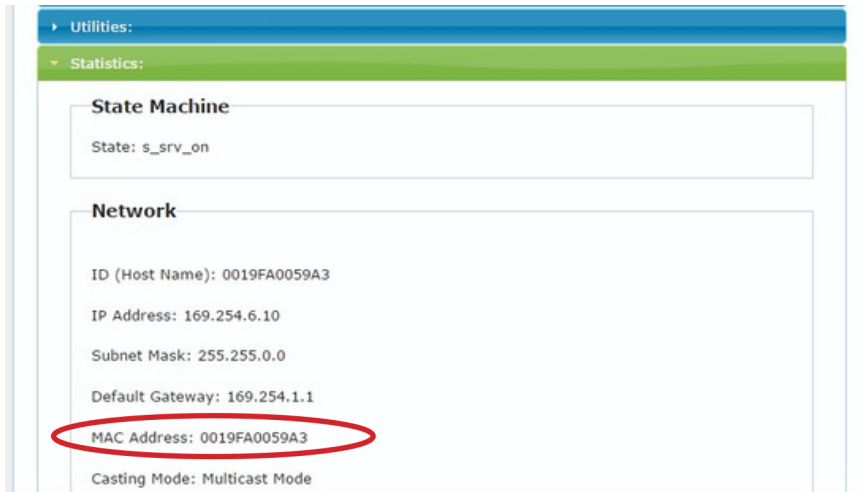 Utilities:
Statistics:
State Machine
State: s_srv_on
Network
ID (Host Name): 0019FA0059A3
IP Address: 169.254.6.10
Subnet Mask: 255.255.0.0
Default Gateway: 169.254.1.1
MAC Address: 0019FA0059A3
Casting Mode: Multicast Mode